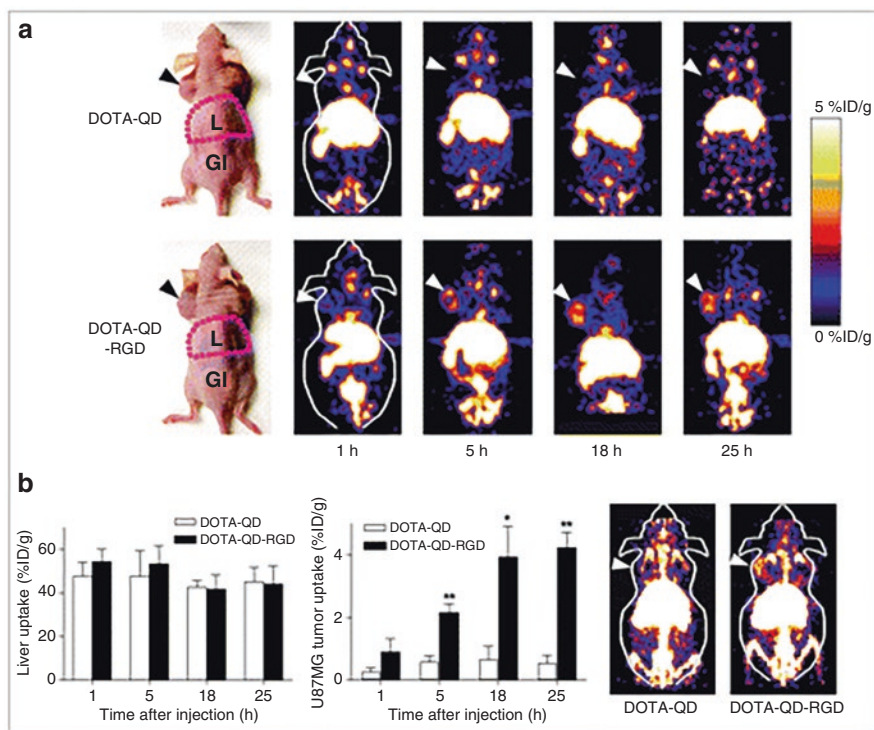 a
DOTA-QD
L
GI
5 %ID/g
DOTA-QD
-RGD
L
GI
0 %ID/g
1 h
5 h
18 h
25 h
b
Liver uptake (%ID/g)
60
40
20
0
DOTA-QD
DOTA-QD-RGD
1
5
18
25
Time after injection (h)
U87MG tumor uptake (%ID/g)
4
2
0
DOTA-QD
DOTA-QD-RGD
**
*
**
1
5
18
25
Time after injection (h)
DOTA-QD
DOTA-QD-RGD